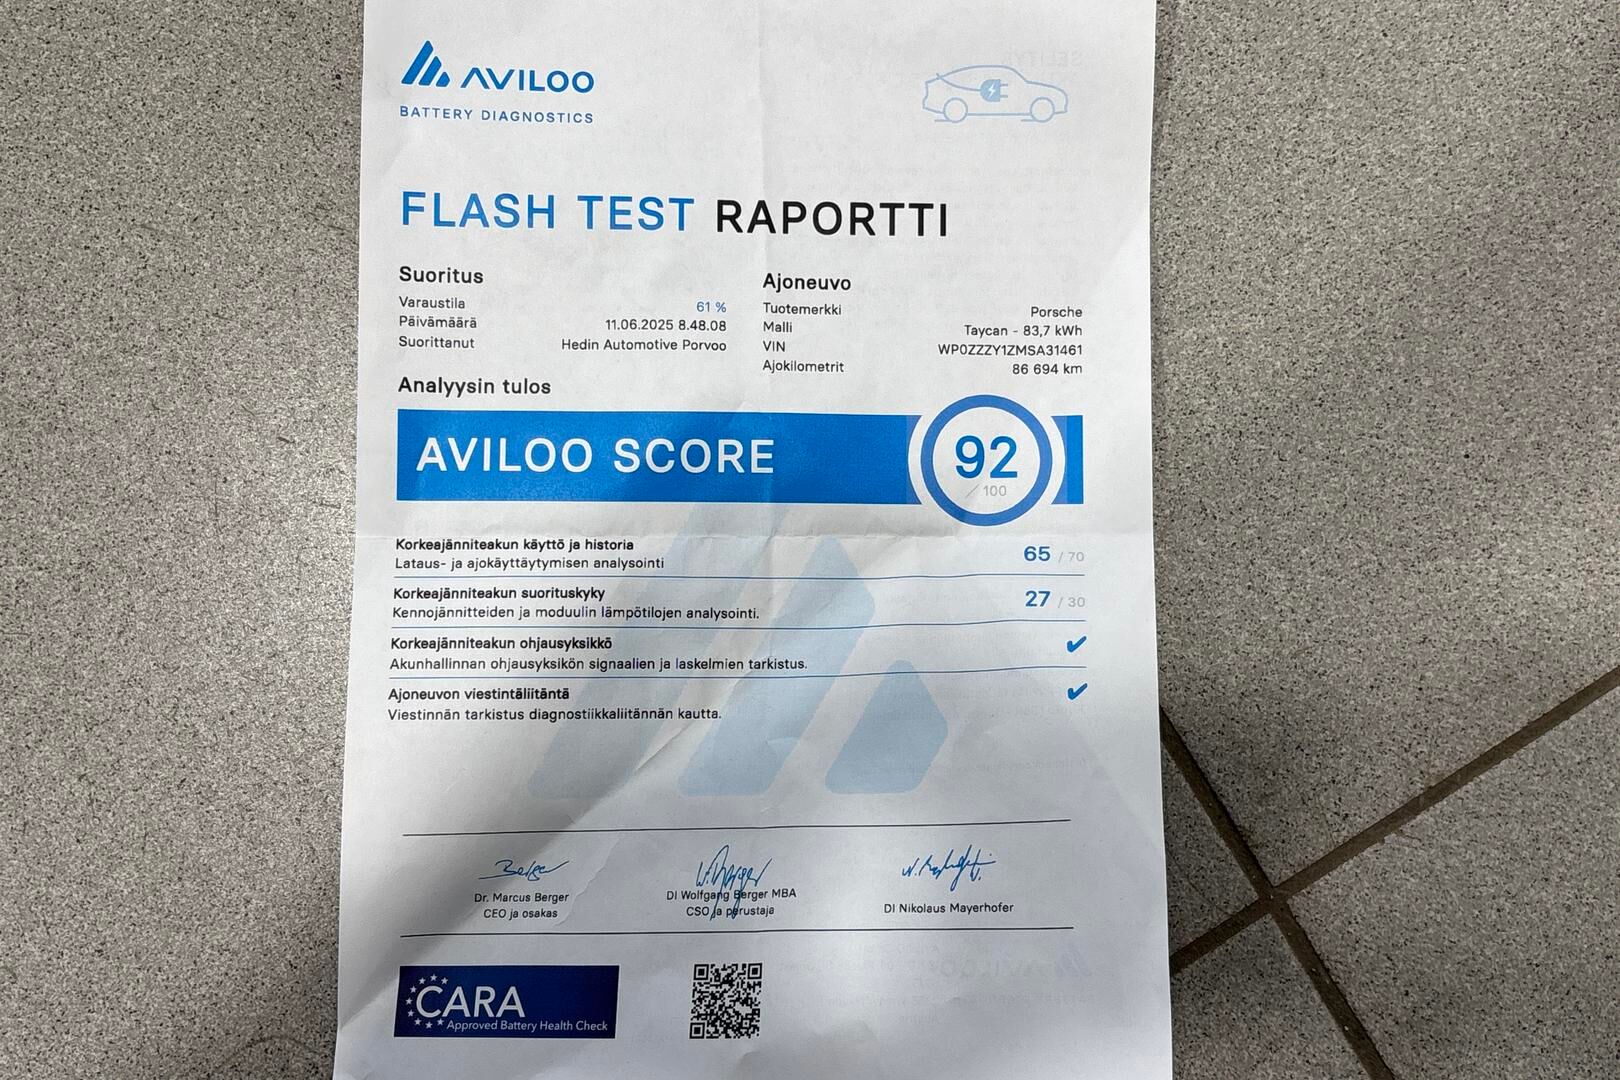 AVILOO
BATTERY DIAGNOSTICS
FLASH TEST RAPORTTI
Suoritus
Varaustila 61 %
Päivämäärä 11.06.2025 8.48.08
Suorittanut Hedin Automotive Porvoo
Ajoneuvo
Tuotemerkki Porsche
Malli Taycan - 83,7 kWh
VIN WP0ZZZY1ZMSA31461
Ajokilometrit 86 694 km
Analyysin tulos
AVILOO SCORE 92 / 100
Korkeajänniteakun käyttö ja historia
Lataus- ja ajokäyttäytymisen analysointi
65 / 70
Korkeajänniteakun suorituskyky
Kennojännitteiden ja moduulin lämpötilojen analysointi.
27 / 30
Korkeajänniteakun ohjausyksikkö
Akunhallinnan ohjausyksikön signaalien ja laskelmien tarkistus.
Ajoneuvon viestintäliitäntä
Viestinnän tarkistus diagnostiikkaliitännän kautta.
Berger
Dr. Marcus Berger
CEO ja osakas
DI Wolfgang Berger MBA
CSO ja perustaja
DI Nikolaus Mayerhofer
CARA
Approved Battery Health Check